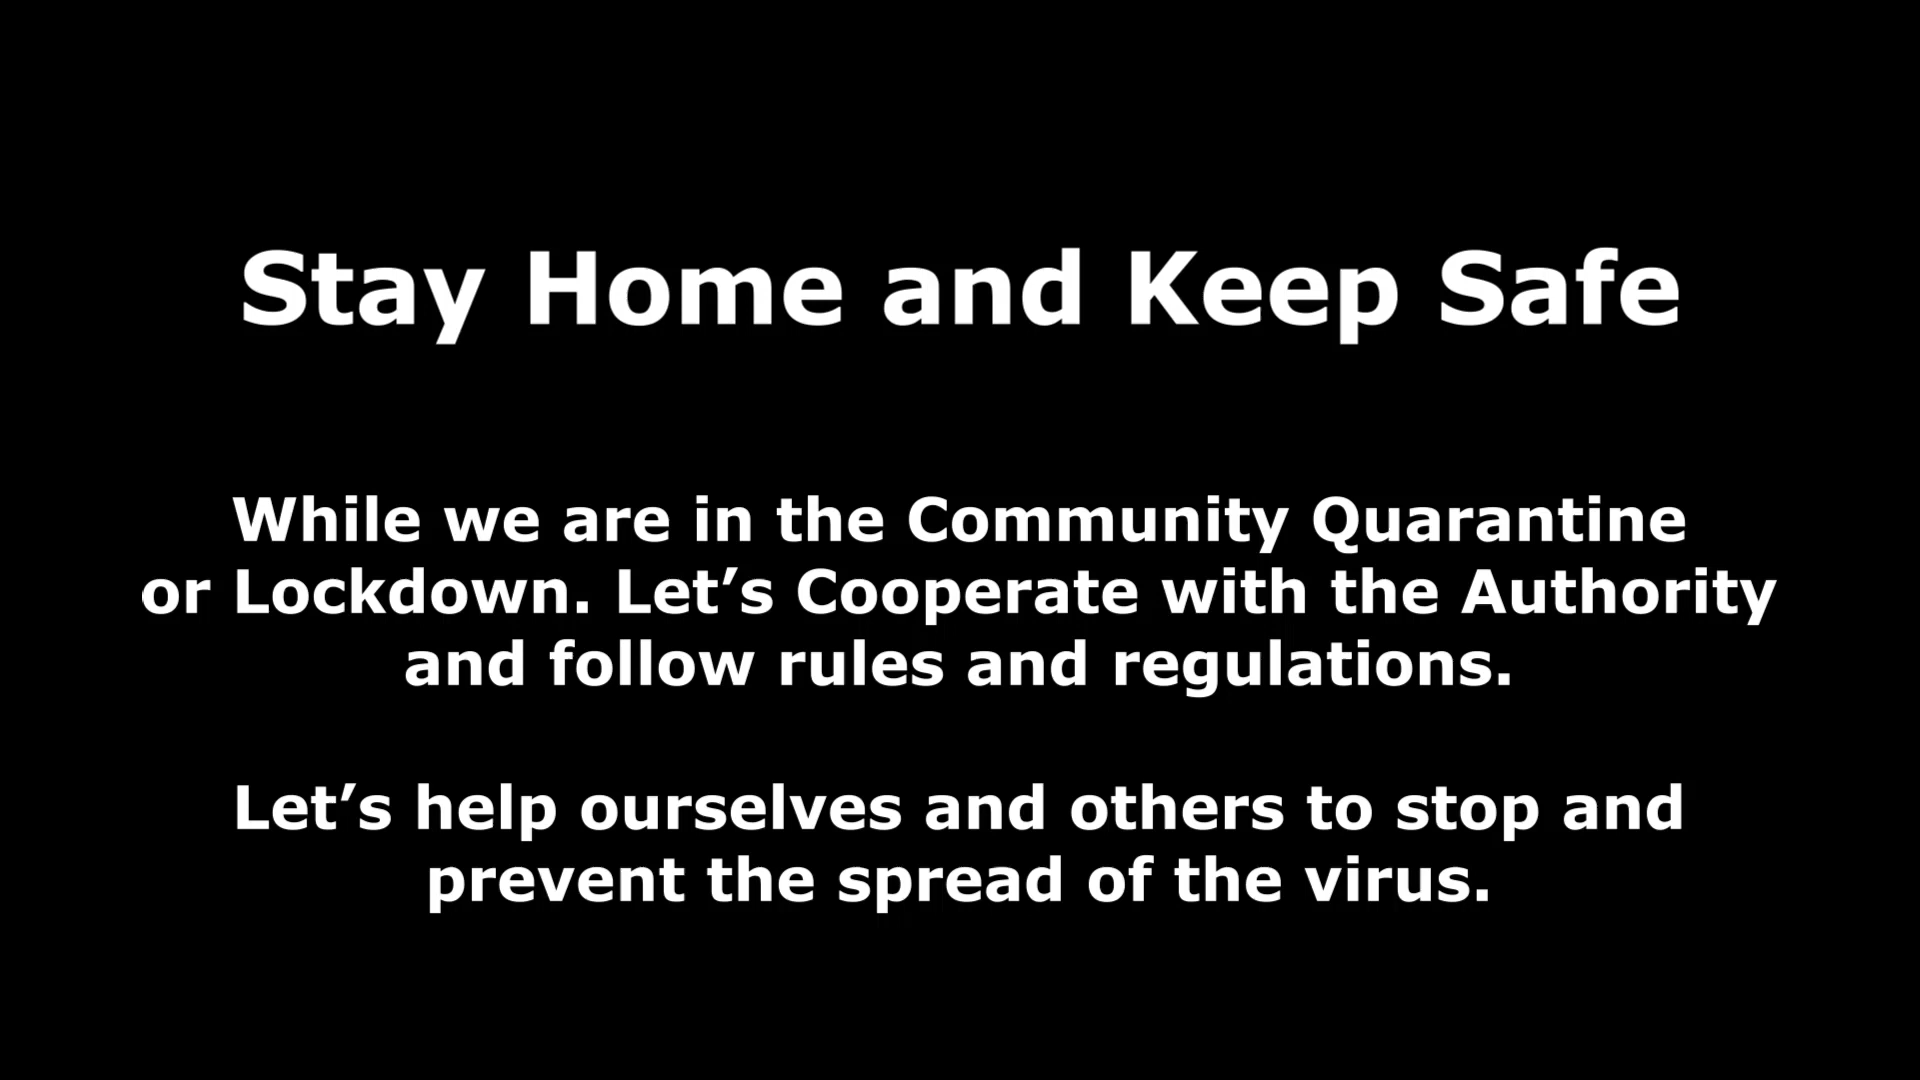 Stay Home and Keep Safe
While we are in the Community Quarantine
or Lockdown. Let’s Cooperate with the Authority
and follow rules and regulations.
Let’s help ourselves and others to stop and
prevent the spread of the virus.